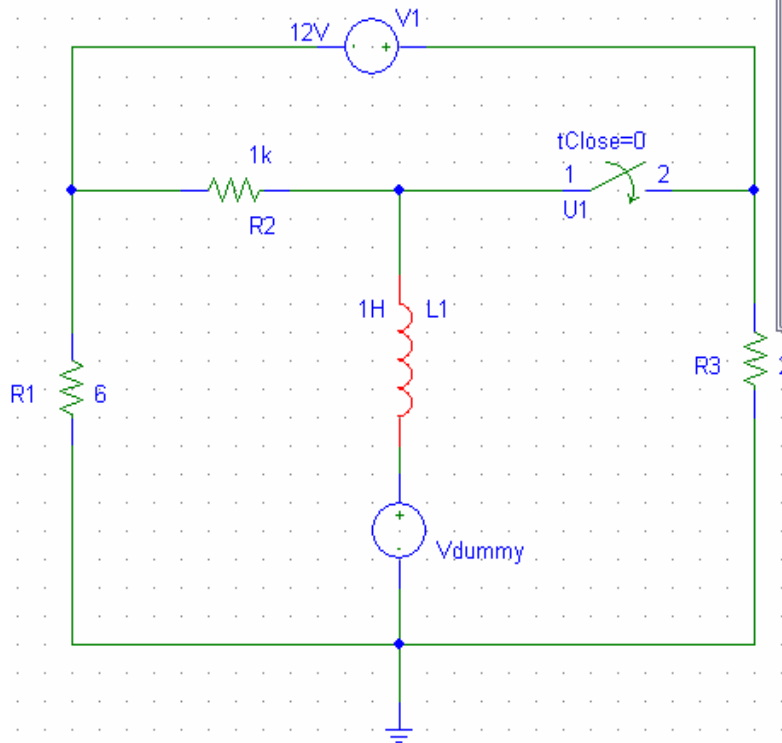 12V
V1
- +
tClose=0
1k
1 2
R2
U1
1H L1
R3
R1 6
+
Vdummy
-